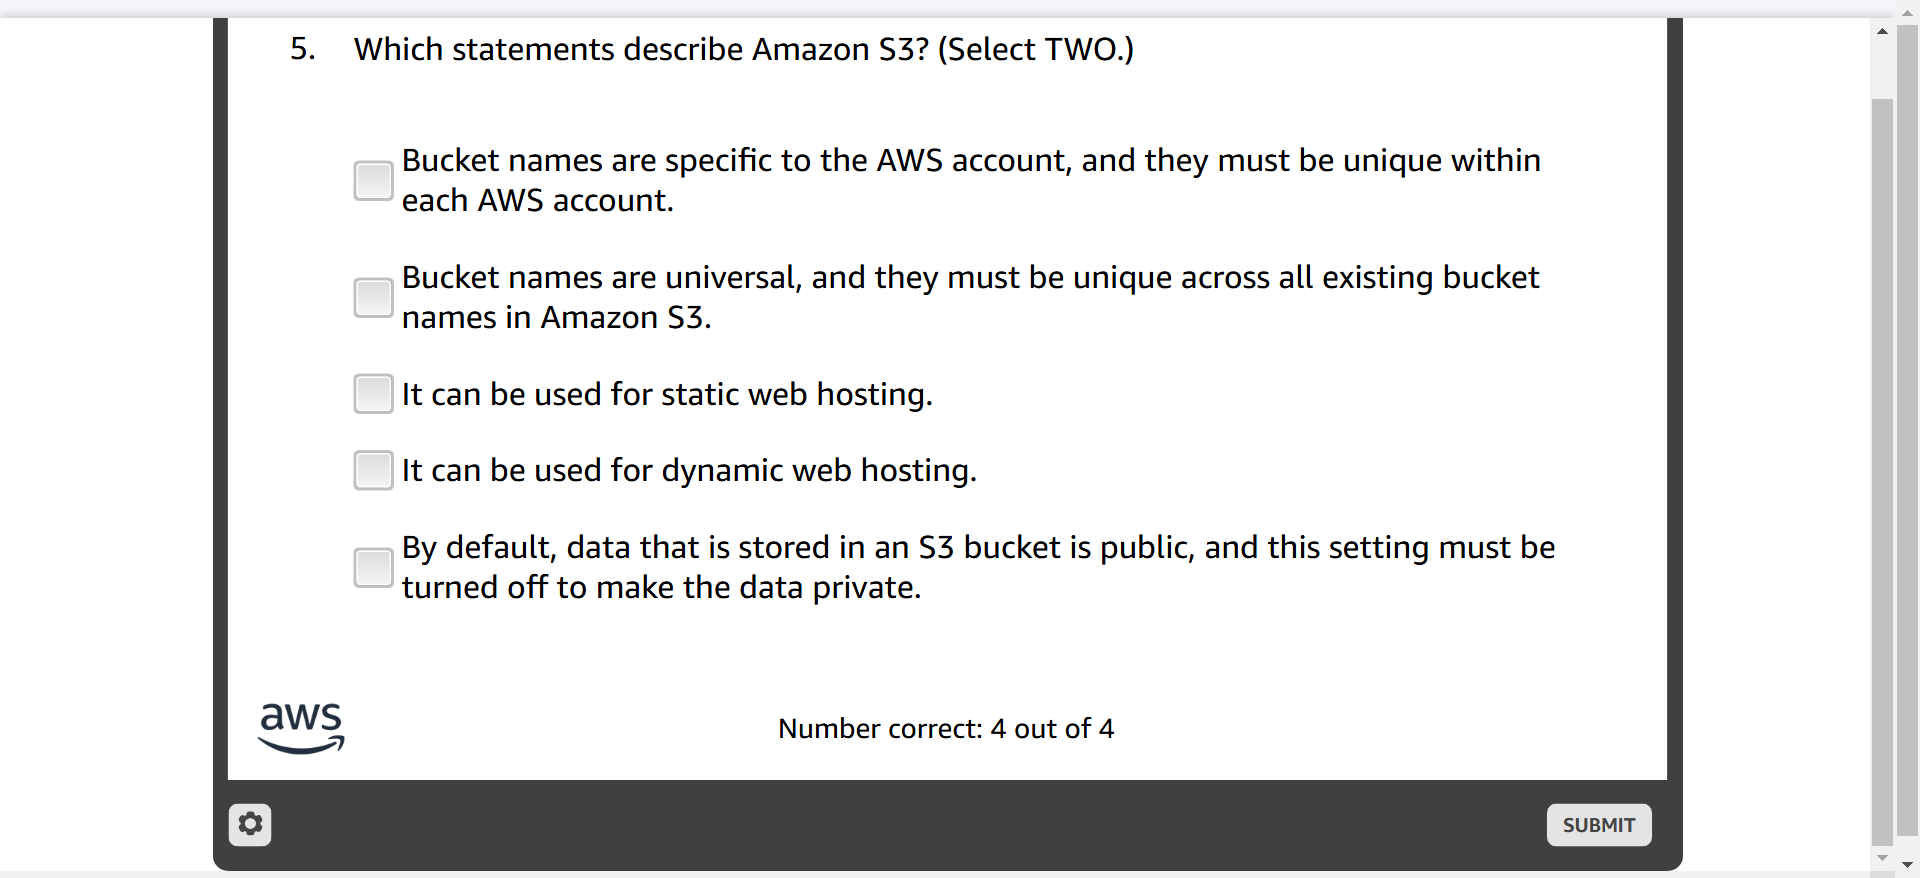 5. Which statements describe Amazon S3? (Select TWO.)
Bucket names are specific to the AWS account, and they must be unique within
each AWS account.
Bucket names are universal, and they must be unique across all existing bucket
names in Amazon S3.
It can be used for static web hosting.
It can be used for dynamic web hosting.
By default, data that is stored in an S3 bucket is public, and this setting must be
turned off to make the data private.
aws
Number correct: 4 out of 4
SUBMIT